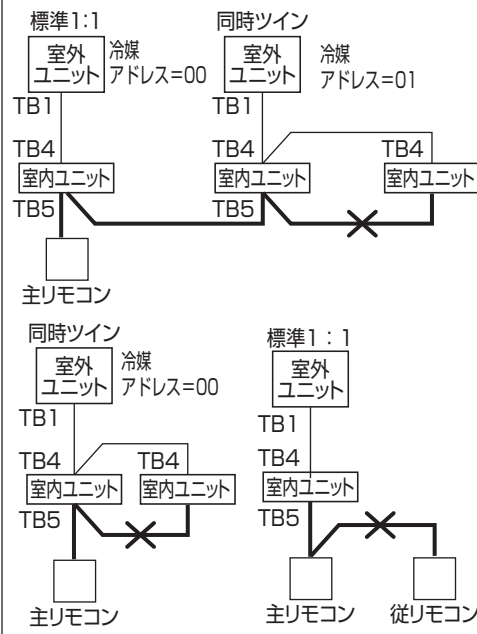 標準1:1
同時ツイン
室外
ユニット
冷媒
アドレス=00
室外
ユニット
冷媒
アドレス=01
TB1
TB1
TB4
TB4
TB4
室内ユニット
室内ユニット
室内ユニット
TB5
TB5
主リモコン
同時ツイン
室外
ユニット
冷媒
アドレス=00
TB1
TB4
TB4
室内ユニット
室内ユニット
TB5
主リモコン
標準1：1
室外
ユニット
TB1
TB4
室内ユニット
TB5
主リモコン
従リモコン